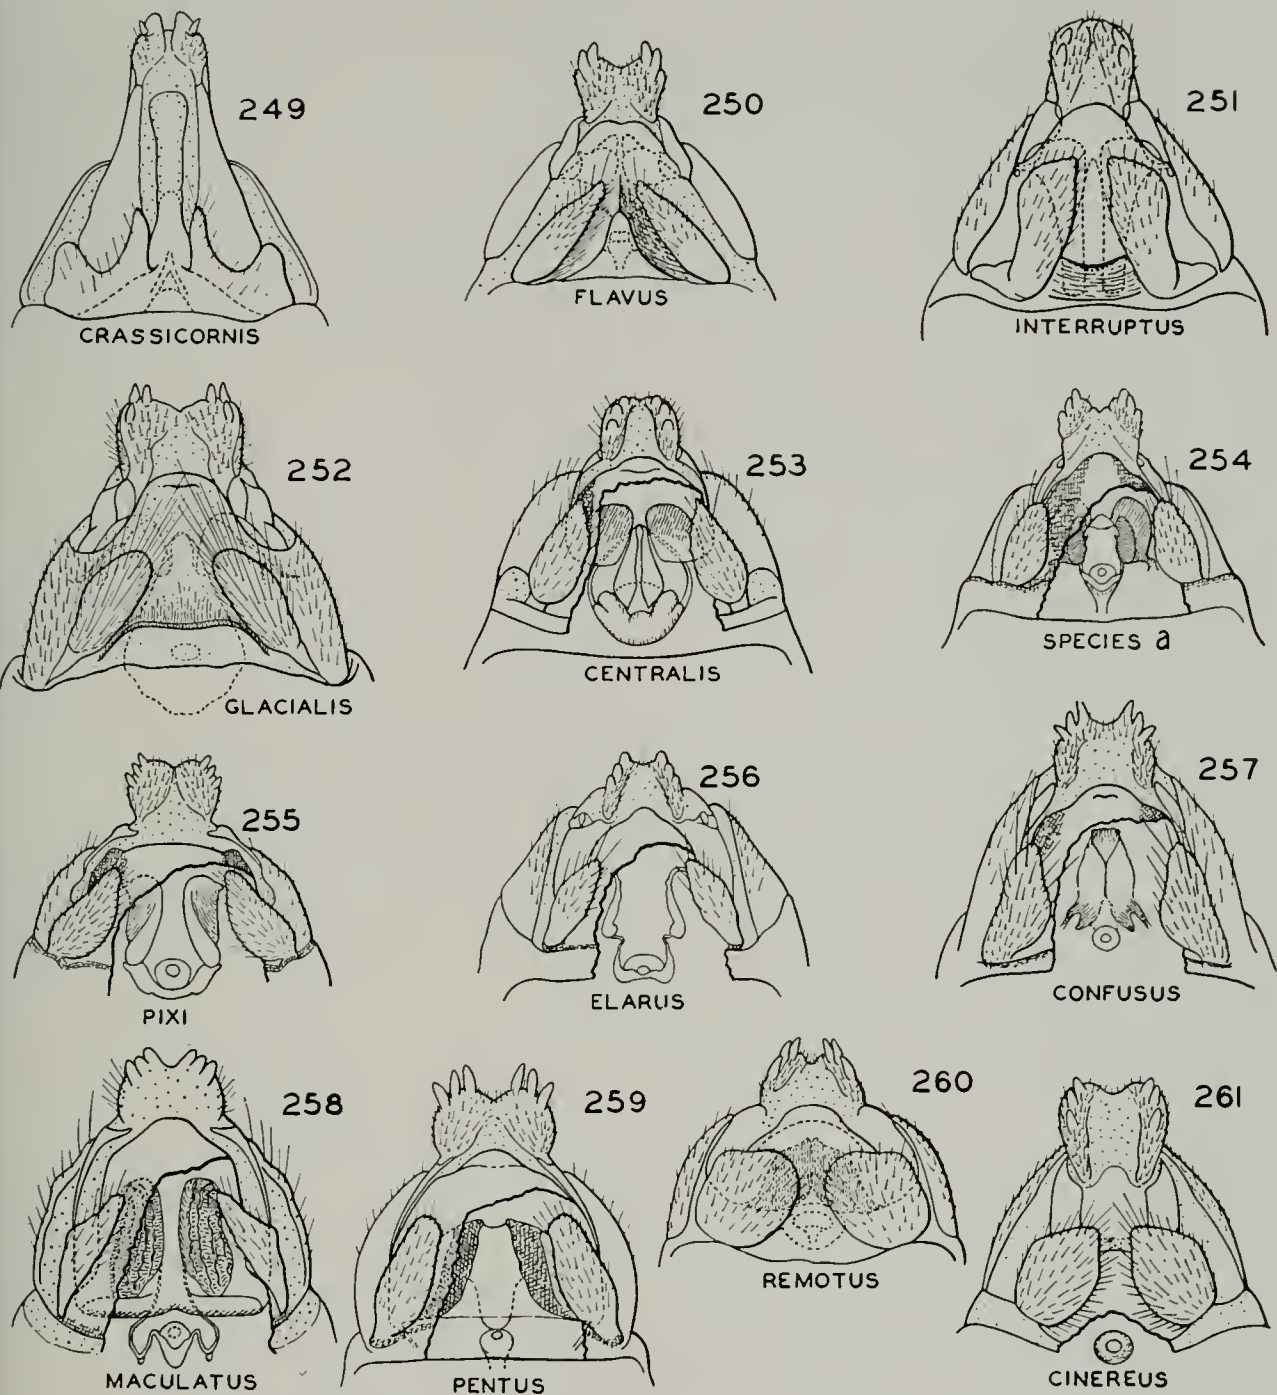 249
CRASSICORNIS
250
FLAVUS
251
INTERRUPTUS
252
GLACIALIS
253
CENTRALIS
254
SPECIES a
255
PIXI
256
ELARUS
257
CONFUSUS
258
MACULATUS
259
PENTUS
260
REMOTUS
261
CINEREUS